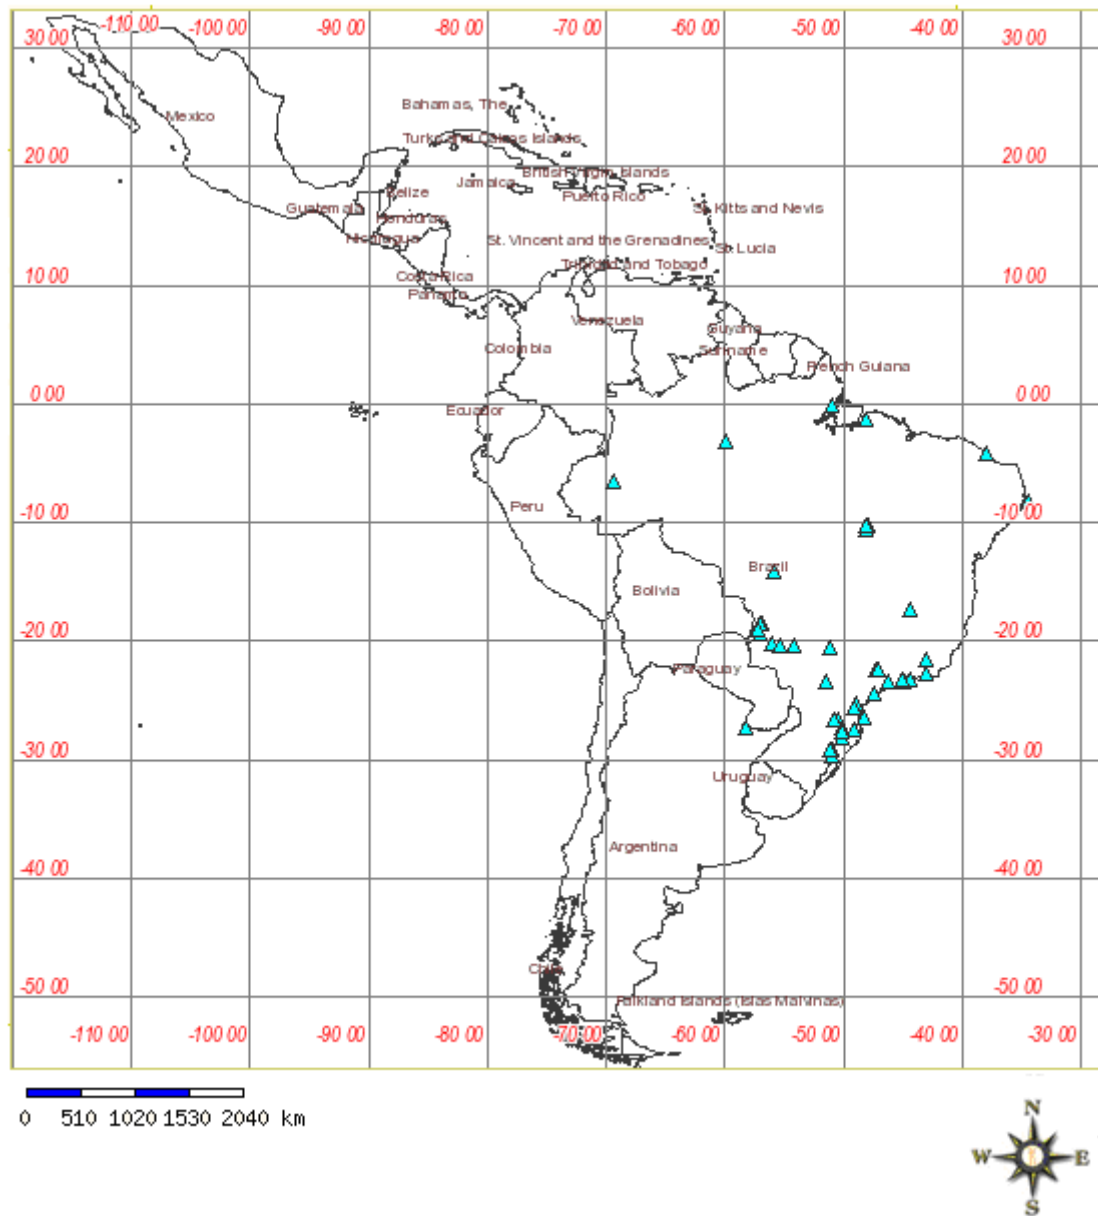 -110 00 -100 00 -90 00 -80 00 -70 00 -60 00 -50 00 -40 00
30 00 30 00
Bahamas, The
Mexico
Turks and Caicos Islands
20 00 20 00
British Virgin Islands
Jamaica
Belize
Puerto Rico
Guatemala
St. Kitts and Nevis
Honduras
Nicaragua
St. Vincent and the Grenadines
St. Lucia
Trinidad and Tobago
Costa Rica
10 00 10 00
Panama
Venezuela
Guyana
Colombia
Suriname
French Guiana
0 00 0 00
Ecuador
Peru
-10 00 -10 00
Brazil
Bolivia
-20 00 -20 00
Paraguay
-30 00 -30 00
Uruguay
Argentina
-40 00 -40 00
Chile
-50 00 -50 00
Falkland Islands (Islas Malvinas)
-110 00 -100 00 -90 00 -80 00 -70 00 -60 00 -50 00 -40 00 -30 00
0 510 1020 1530 2040 km
N
W E
S